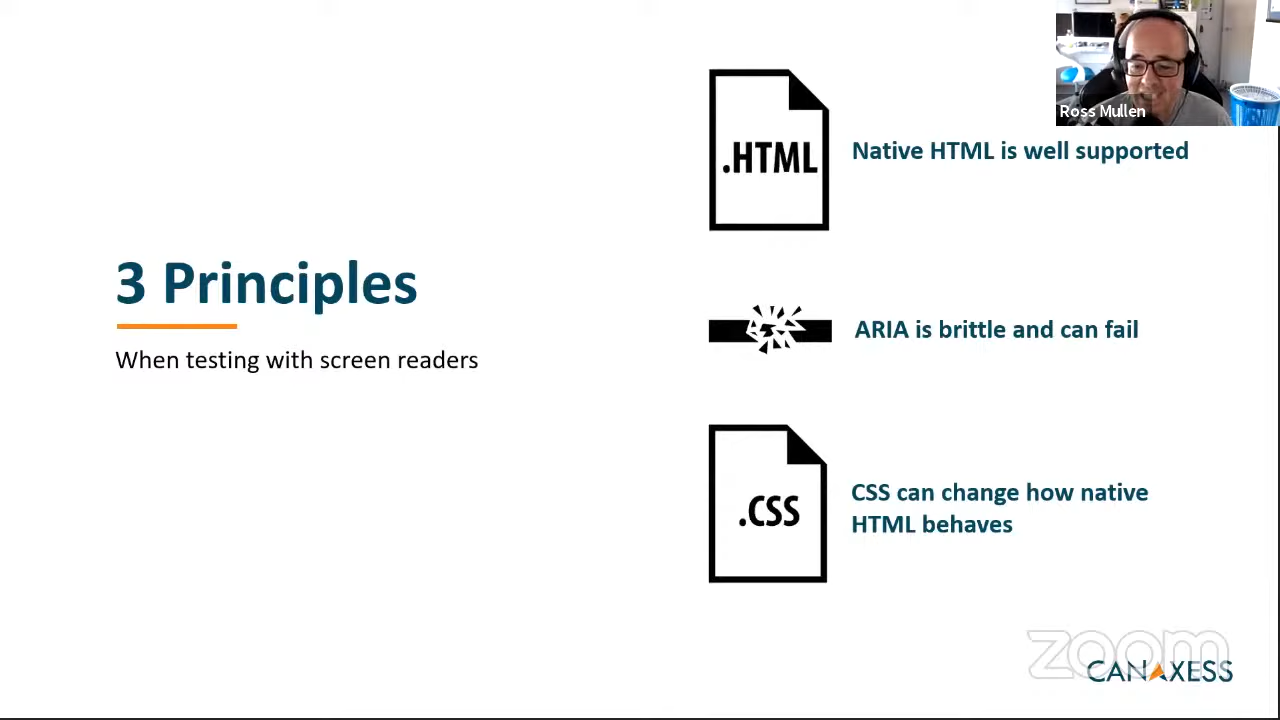 Ross Mullen
3 Principles
When testing with screen readers
.HTML
Native HTML is well supported
ARIA is brittle and can fail
.CSS
CSS can change how native
HTML behaves
zoom
CANAXESS